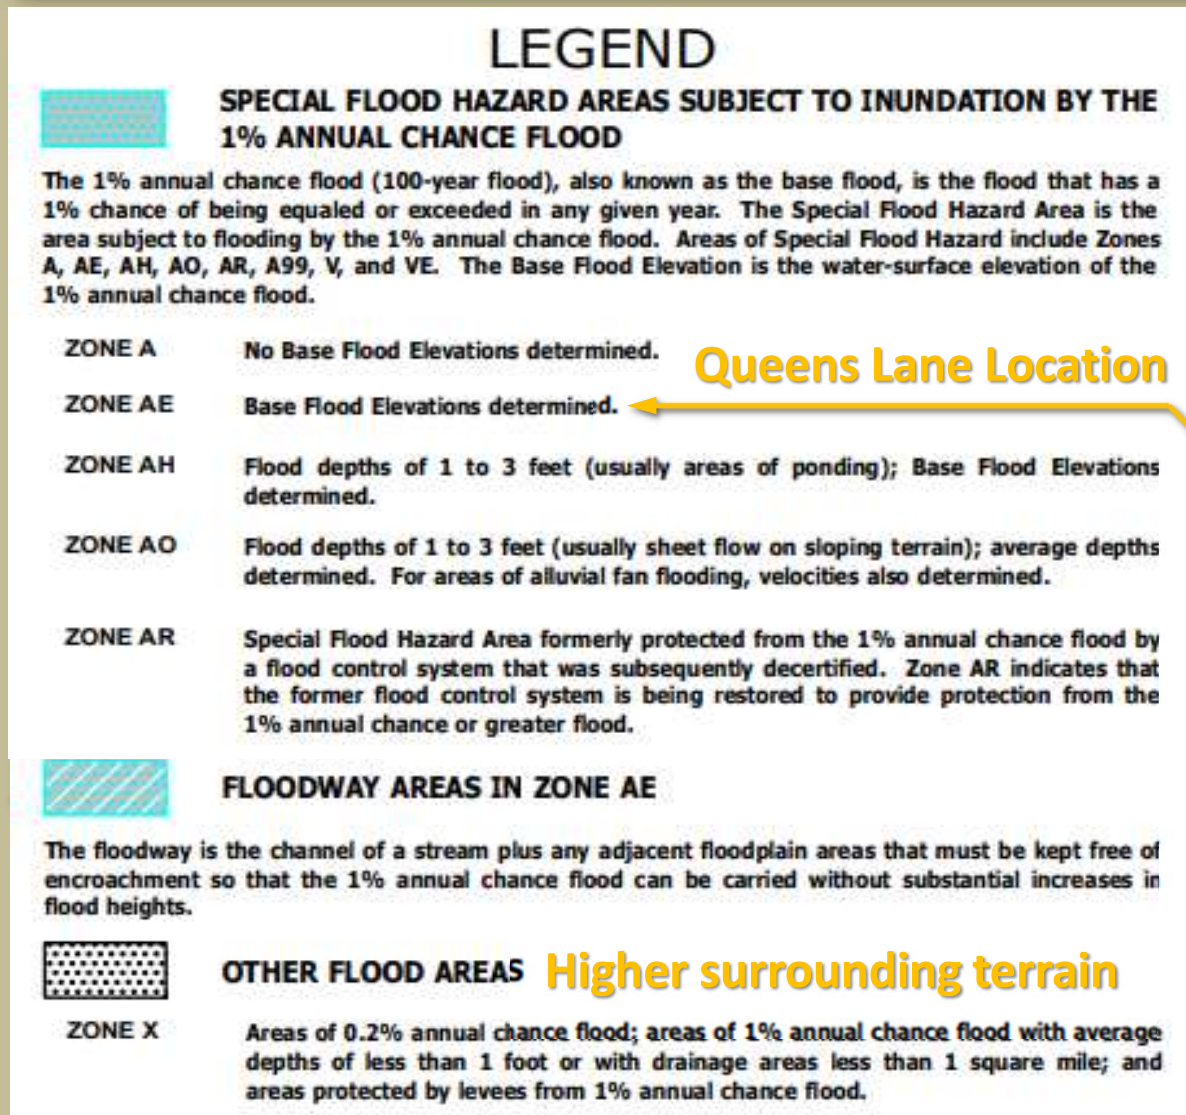 LEGEND
SPECIAL FLOOD HAZARD AREAS SUBJECT TO INUNDATION BY THE
1% ANNUAL CHANCE FLOOD
The 1% annual chance flood (100-year flood), also known as the base flood, is the flood that has a
1% chance of being equaled or exceeded in any given year. The Special Flood Hazard Area is the
area subject to flooding by the 1% annual chance flood. Areas of Special Flood Hazard include Zones
A, AE, AH, AO, AR, A99, V, and VE. The Base Flood Elevation is the water-surface elevation of the
1% annual chance flood.
ZONE A No Base Flood Elevations determined.
Queens Lane Location
ZONE AE Base Flood Elevations determined.
ZONE AH Flood depths of 1 to 3 feet (usually areas of ponding); Base Flood Elevations
determined.
ZONE AO Flood depths of 1 to 3 feet (usually sheet flow on sloping terrain); average depths
determined. For areas of alluvial fan flooding, velocities also determined.
ZONE AR Special Flood Hazard Area formerly protected from the 1% annual chance flood by
a flood control system that was subsequently decertified. Zone AR indicates that
the former flood control system is being restored to provide protection from the
1% annual chance or greater flood.
FLOODWAY AREAS IN ZONE AE
The floodway is the channel of a stream plus any adjacent floodplain areas that must be kept free of
encroachment so that the 1% annual chance flood can be carried without substantial increases in
flood heights.
OTHER FLOOD AREAS Higher surrounding terrain
ZONE X Areas of 0.2% annual chance flood; areas of 1% annual chance flood with average
depths of less than 1 foot or with drainage areas less than 1 square mile; and
areas protected by levees from 1% annual chance flood.